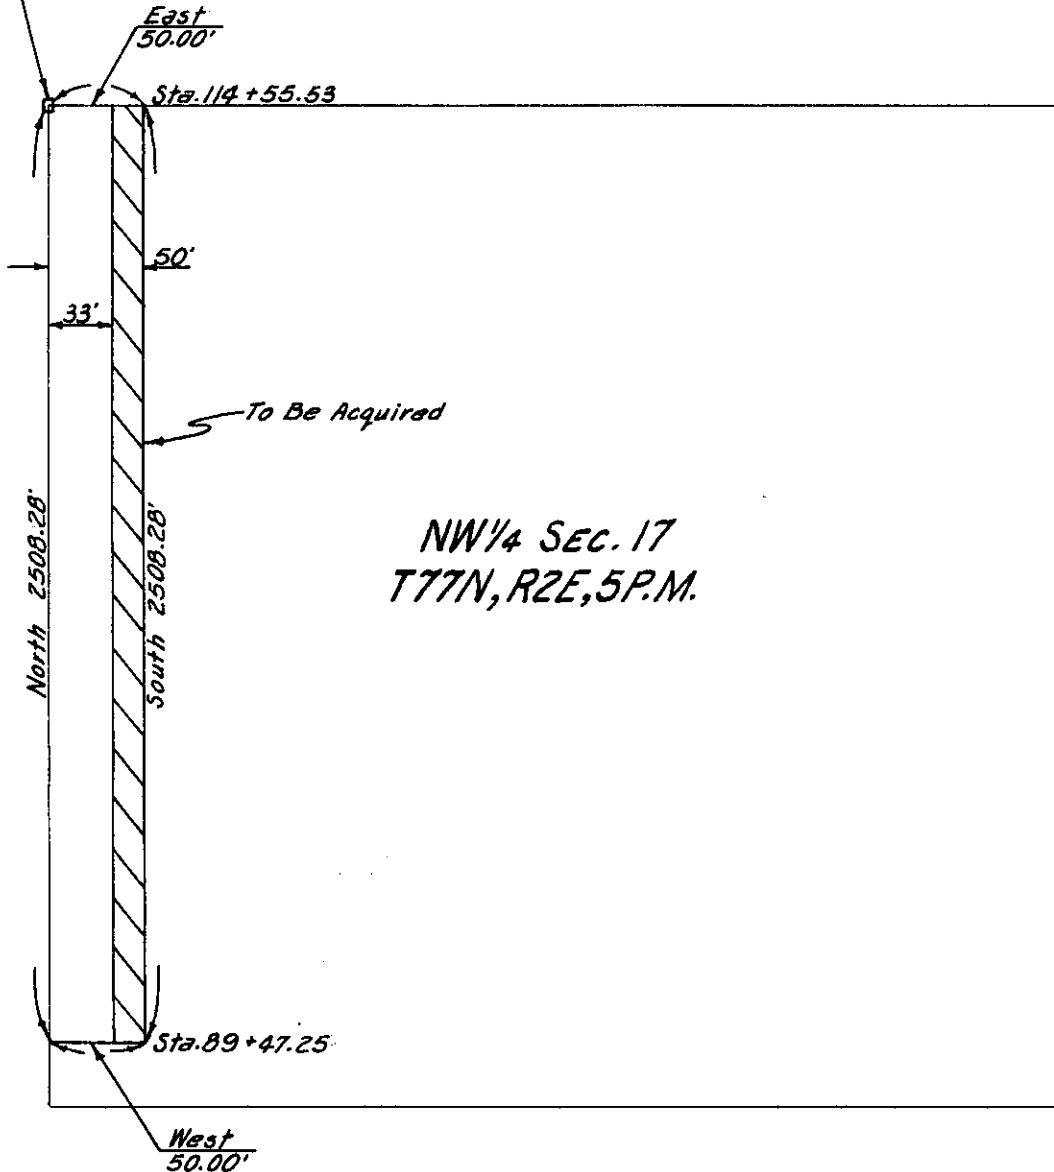 East
50.00'
Sta. 114 + 55.53
50'
33'
To Be Acquired
North 2508.28'
South 2508.28'
NW 1/4 SEC. 17
T77N, R2E, 5P.M.
Sta. 89 + 47.25
West
50.00'